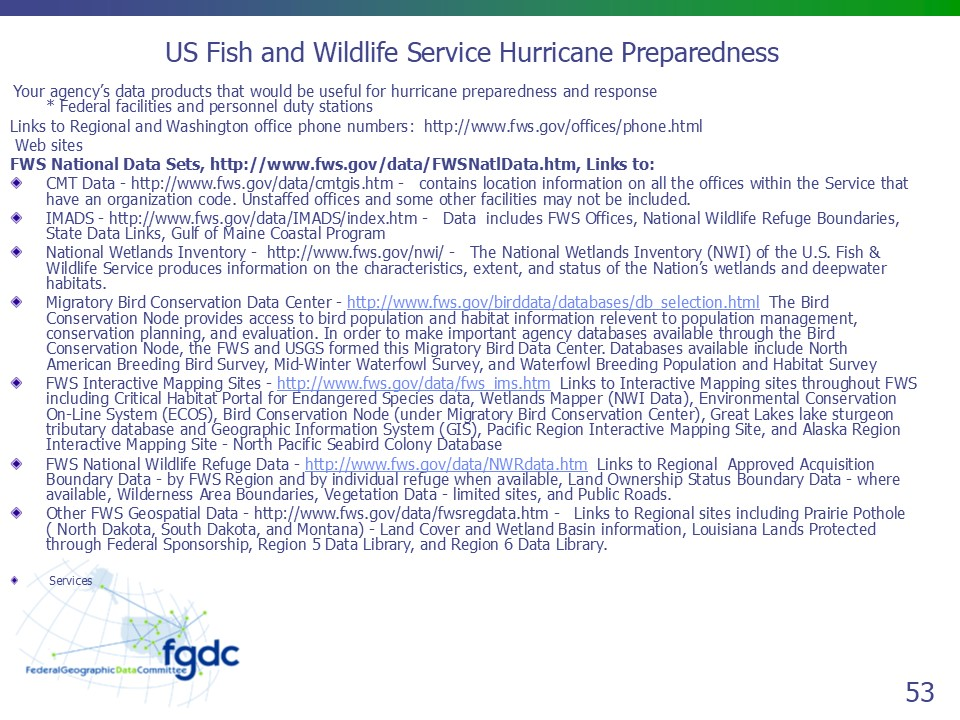 US Fish and Wildlife Service Hurricane Preparedness
Your agency's data products that would be useful for hurricane preparedness and response
* Federal facilities and personnel duty stations
Links to Regional and Washington office phone numbers:  http://www.fws.gov/offices/phone.html
Web sites
FWS National Data Sets, http://www.fws.gov/data/FWSNatlData.htm, Links to:
CMT Data - http://www.fws.gov/data/cmtgis.htm -   contains location information on all the offices within the Service that
have an organization code. Unstaffed offices and some other facilities may not be included.
IMADS - http://www.fws.gov/data/IMADS/index.htm -   Data  includes FWS Offices, National Wildlife Refuge Boundaries,
State Data Links, Gulf of Maine Coastal Program
National Wetlands Inventory -  http://www.fws.gov/nwi/ -   The National Wetlands Inventory (NWI) of the U.S. Fish &
Wildlife Service produces information on the characteristics, extent, and status of the Nation's wetlands and deepwater
habitats.
Migratory Bird Conservation Data Center - http://www.fws.gov/birddata/databases/db_selection.html  The Bird
Conservation Node provides access to bird population and habitat information relevent to population management,
conservation planning, and evaluation. In order to make important agency databases available through the Bird
Conservation Node, the FWS and USGS formed this Migratory Bird Data Center. Databases available include North
American Breeding Bird Survey, Mid-Winter Waterfowl Survey, and Waterfowl Breeding Population and Habitat Survey
FWS Interactive Mapping Sites - http://www.fws.gov/data/fws_ims.htm  Links to Interactive Mapping sites throughout FWS
including Critical Habitat Portal for Endangered Species data, Wetlands Mapper (NWI Data), Environmental Conservation
On-Line System (ECOS), Bird Conservation Node (under Migratory Bird Conservation Center), Great Lakes lake sturgeon
tributary database and Geographic Information System (GIS), Pacific Region Interactive Mapping Site, and Alaska Region
Interactive Mapping Site - North Pacific Seabird Colony Database
FWS National Wildlife Refuge Data - http://www.fws.gov/data/NWRdata.htm  Links to Regional  Approved Acquisition
Boundary Data - by FWS Region and by individual refuge when available, Land Ownership Status Boundary Data - where
available, Wilderness Area Boundaries, Vegetation Data - limited sites, and Public Roads.
Other FWS Geospatial Data - http://www.fws.gov/data/fwsregdata.htm -   Links to Regional sites including Prairie Pothole
( North Dakota, South Dakota, and Montana) - Land Cover and Wetland Basin information, Louisiana Lands Protected
through Federal Sponsorship, Region 5 Data Library, and Region 6 Data Library.
Services
fgdc
FederalGeographicDataCommittee
53